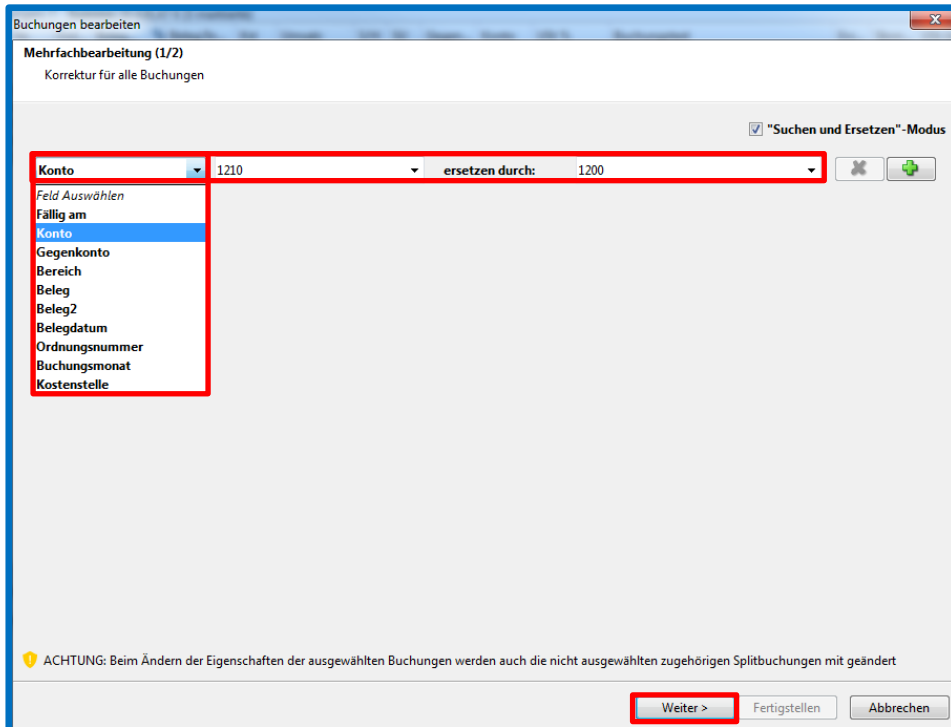 Buchungen bearbeiten
Mehrfachbearbeitung (1/2)
Korrektur für alle Buchungen
"Suchen und Ersetzen"-Modus
Konto 1210 ersetzen durch: 1200
Feld Auswählen
Fällig am
Konto
Gegenkonto
Bereich
Beleg
Beleg2
Belegdatum
Ordnungsnummer
Buchungsmonat
Kostenstelle
ACHTUNG: Beim Ändern der Eigenschaften der ausgewählten Buchungen werden auch die nicht ausgewählten zugehörigen Splitbuchungen mit geändert
Weiter > Fertigstellen Abbrechen